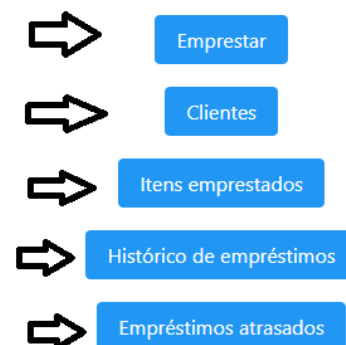 Emprestar
Clientes
Itens emprestados
Histórico de empréstimos
Empréstimos atrasados